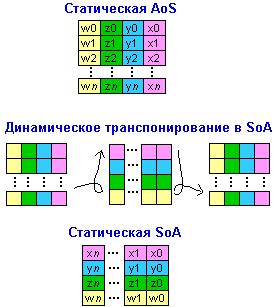 Статическая AoS
w0 z0 y0 x0
w1 z1 y1 x1
w2 z2 y2 x2
wn zn yn xn
Динамическое транспонирование в SoA
Статическая SoA
xn ··· x1 x0
yn ··· y1 y0
zn ··· z1 z0
wn ··· w1 w0